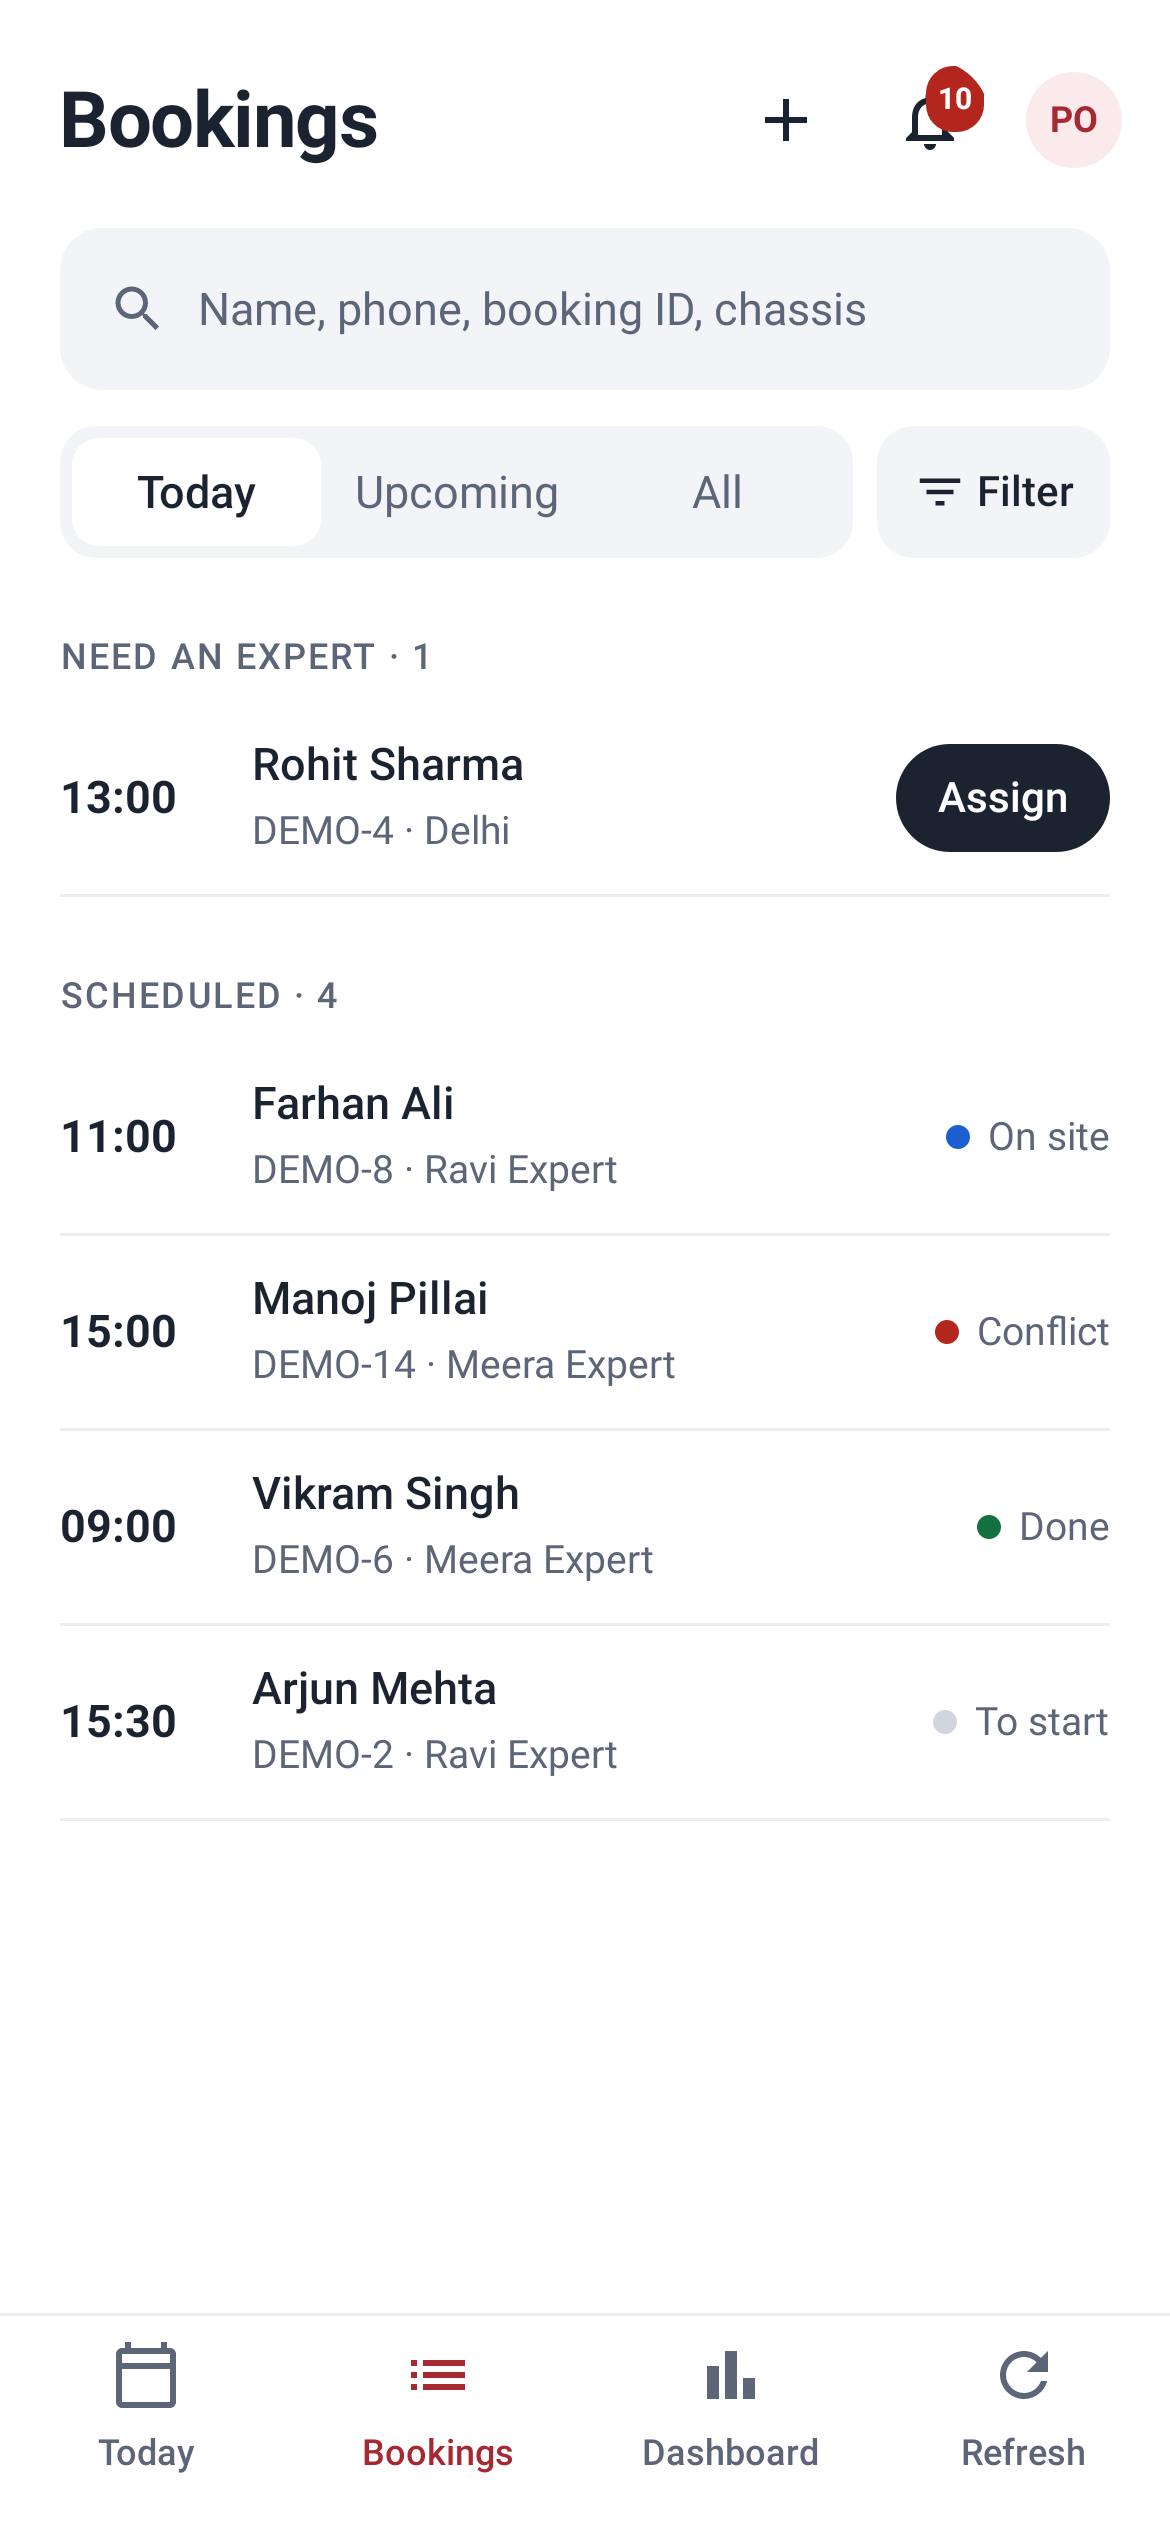 Bookings
10
PO
Name, phone, booking ID, chassis
Today Upcoming All Filter
NEED AN EXPERT · 1
13:00
Rohit Sharma
DEMO-4 · Delhi
Assign
SCHEDULED · 4
11:00
Farhan Ali
DEMO-8 · Ravi Expert
On site
15:00
Manoj Pillai
DEMO-14 · Meera Expert
Conflict
09:00
Vikram Singh
DEMO-6 · Meera Expert
Done
15:30
Arjun Mehta
DEMO-2 · Ravi Expert
To start
Today Bookings Dashboard Refresh